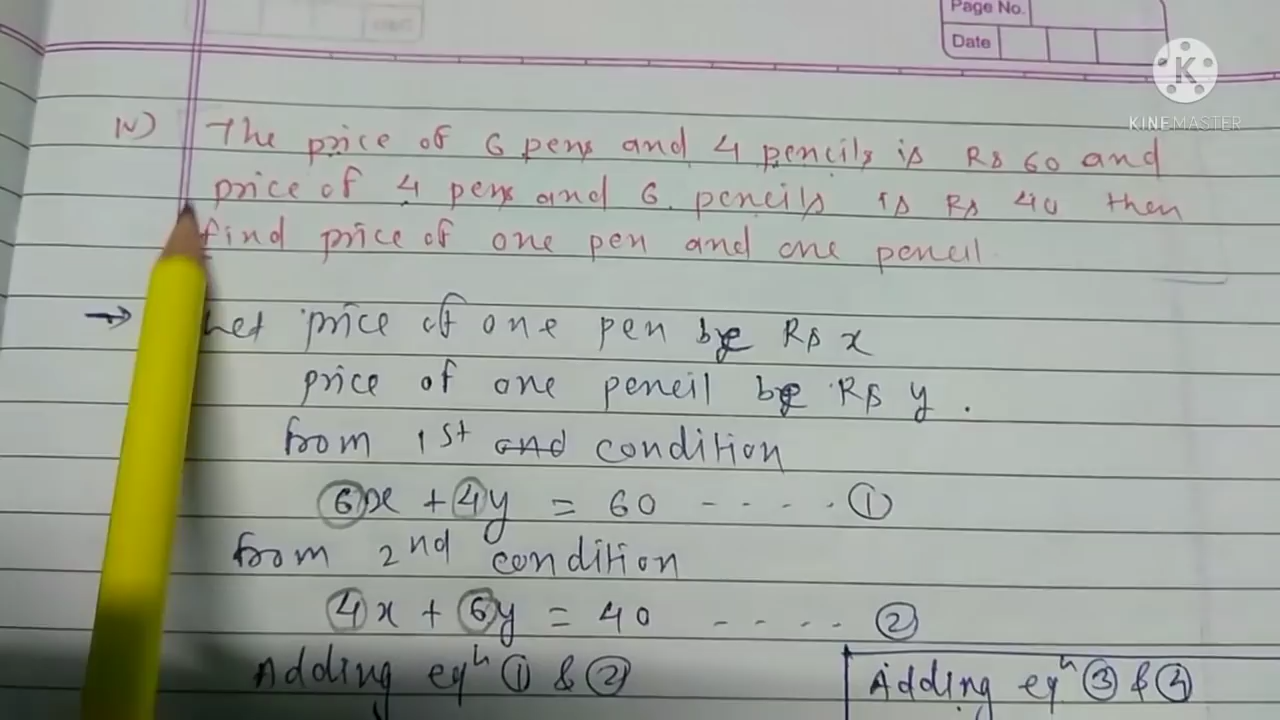 Page No.
Date
K
KINEMASTER
IV) The price of 6 pens and 4 pencils is Rs 60 and
price of 4 pens and 6 pencils is Rs 40 then
find price of one pen and one pencil
→ Let price of one pen be Rs x
price of one pencil be Rs y .
from 1st and condition
6x + 4y = 60 - - - - . ①
from 2nd condition
4x + 6y = 40 - - - - . ②
Adding eqⁿ ① & ②
Adding eqⁿ ③ & ④